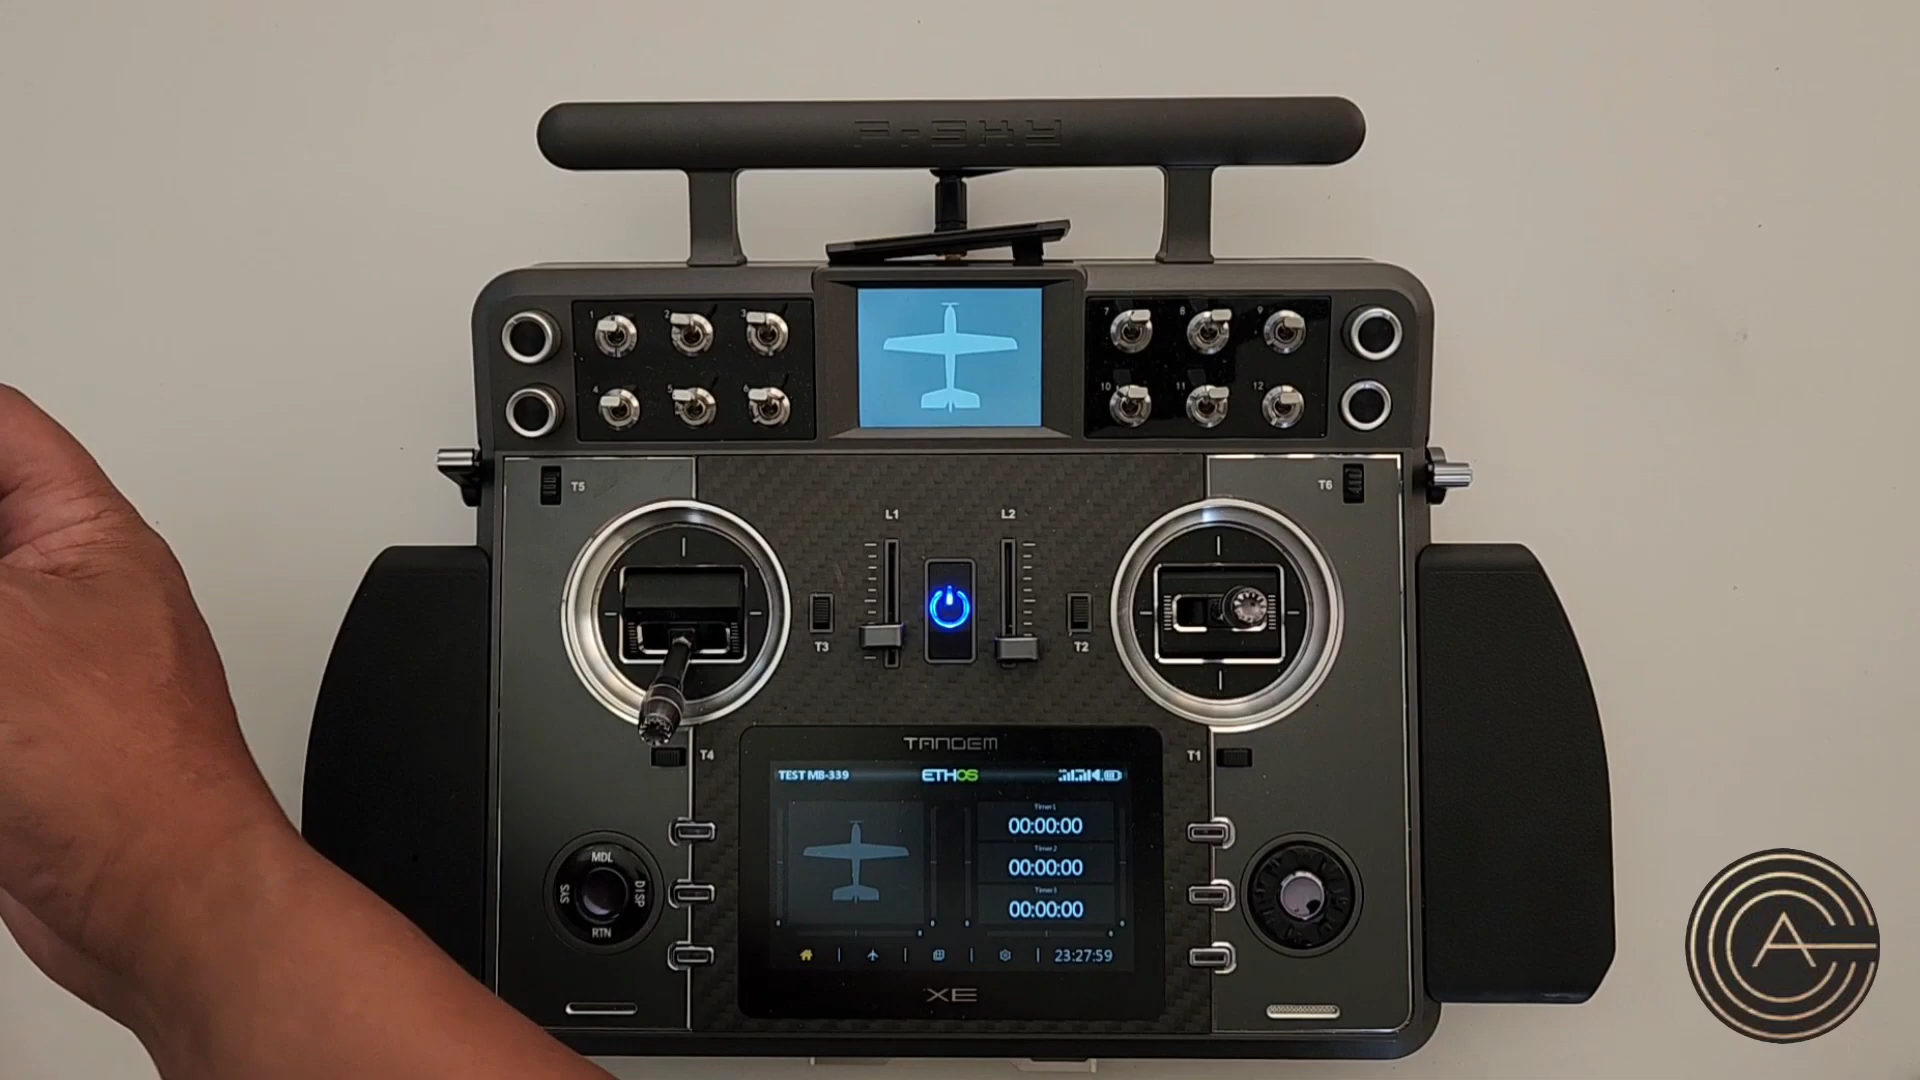 FrSKY
1 2 3
4 5 6
7 8 9
10 11 12
T5
T6
L1
L2
T3
T2
T4
T1
TANDEM
TEST MB-339
ETHOS
Timer1
00:00:00
Timer2
00:00:00
Timer3
00:00:00
23:27:59
XE
MDL
SYS
DISP
RTN
CAC